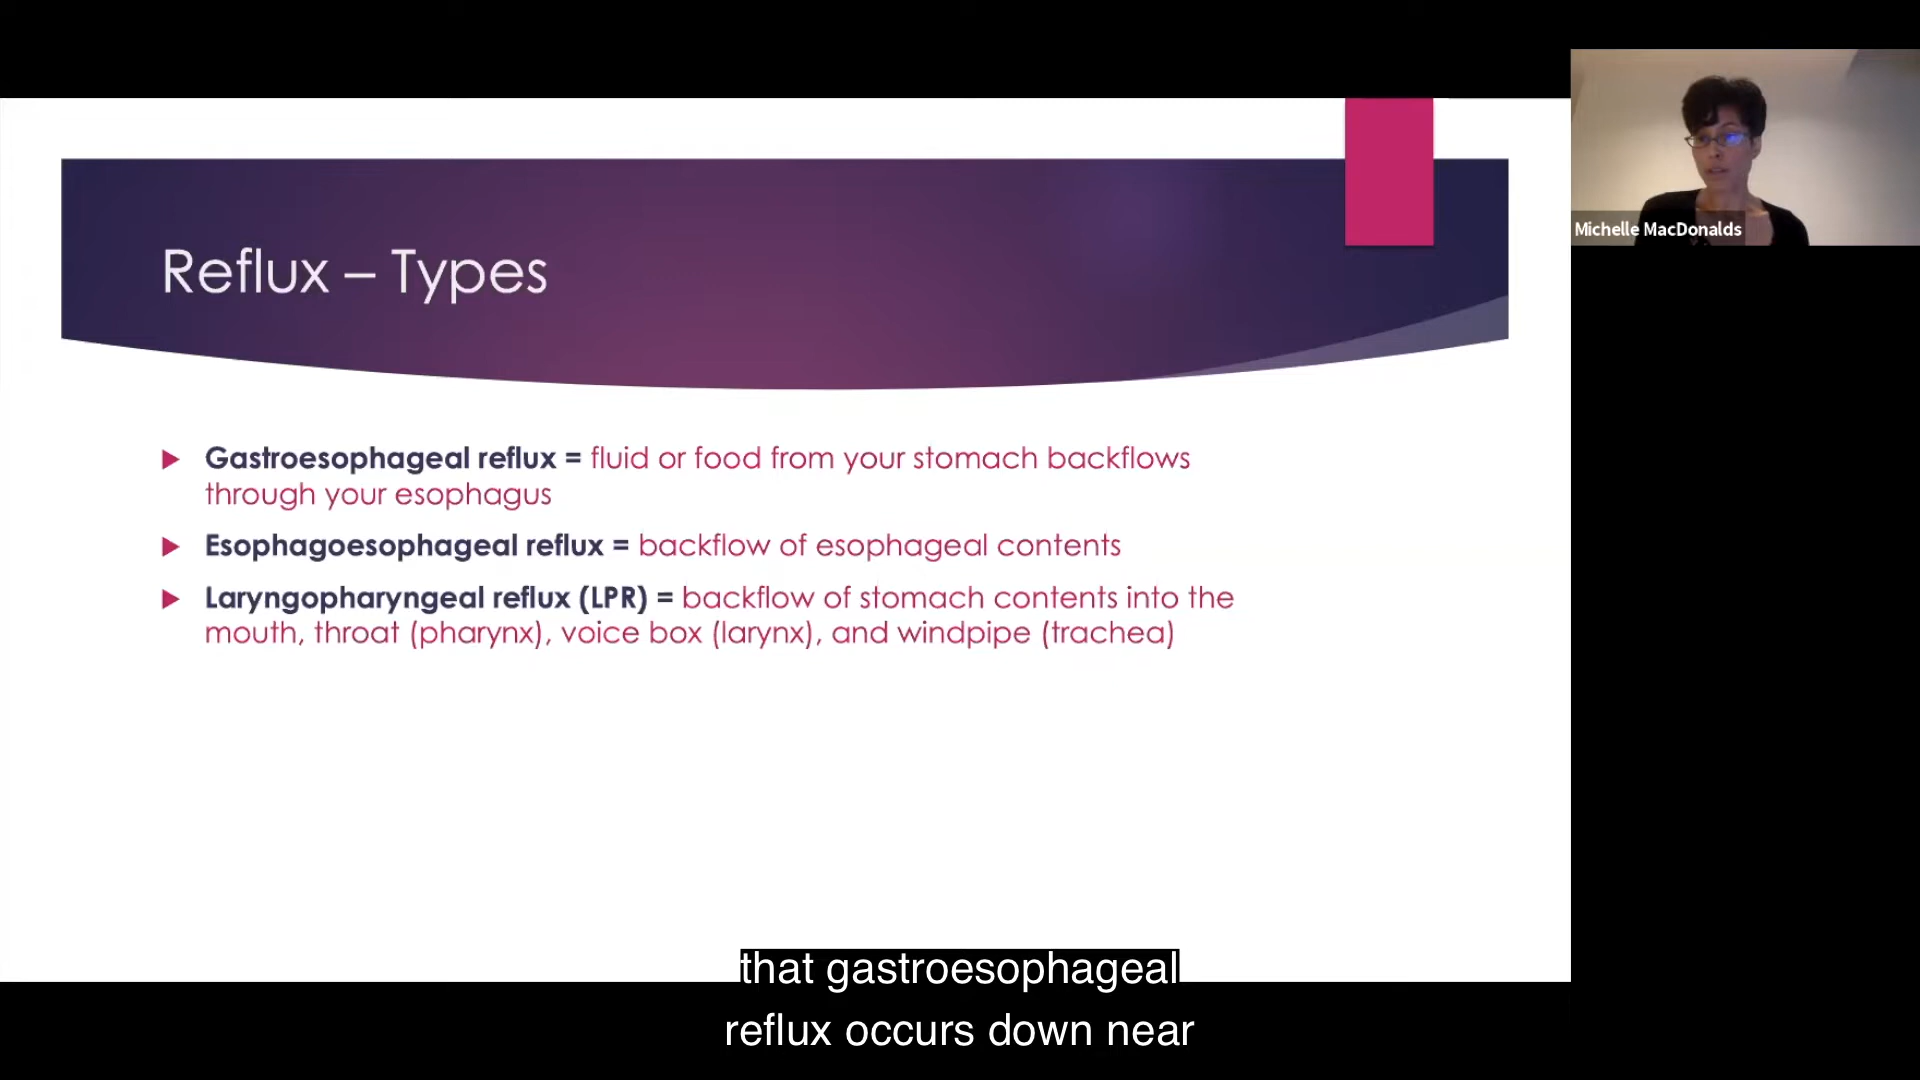 Reflux – Types
Michelle MacDonalds
Gastroesophageal reflux = fluid or food from your stomach backflows
through your esophagus
Esophagoesophageal reflux = backflow of esophageal contents
Laryngopharyngeal reflux (LPR) = backflow of stomach contents into the
mouth, throat (pharynx), voice box (larynx), and windpipe (trachea)
that gastroesophageal
reflux occurs down near